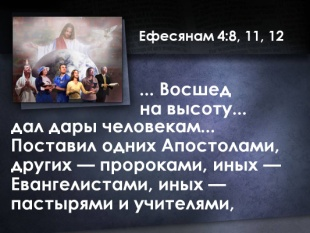 Ефесянам 4:8, 11, 12
... Восшед
на высоту...
дал дары человекам...
Поставил одних Апостолами,
других — пророками, иных —
Евангелистами, иных —
пастырями и учителями,